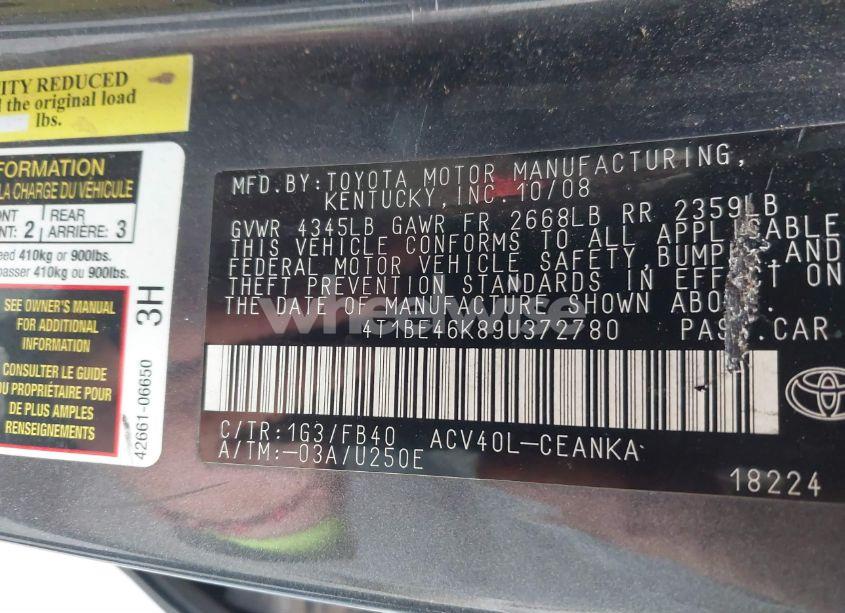 ITY REDUCED
the original load
lbs.
FORMATION
LA CHARGE DU VÉHICULE
REAR
2 ARRIÈRE: 3
410kg or 900lbs.
410kg ou 900lbs.
SEE OWNER'S MANUAL
FOR ADDITIONAL
INFORMATION
CONSULTER LE GUIDE
DU PROPRIÉTAIRE POUR
DE PLUS AMPLES
RENSEIGNEMENTS
3H
42661-06650
MFD.BY:TOYOTA MOTOR MANUFACTURING,
KENTUCKY,INC.10/08
GVWR 4345LB GAWR FR 2668LB RR 2359LB
THIS VEHICLE CONFORMS TO ALL APPLICABLE
FEDERAL MOTOR VEHICLE SAFETY,BUMPER,AND
THEFT PREVENTION STANDARDS IN EFFECT ON
THE DATE OF MANUFACTURE SHOWN ABOVE.
4T1BE46K89U372780 PASS.CAR
C/TR:1G3/FB40 ACV40L-CEANKA
A/TM:-03A/U250E
18224
wheelwise